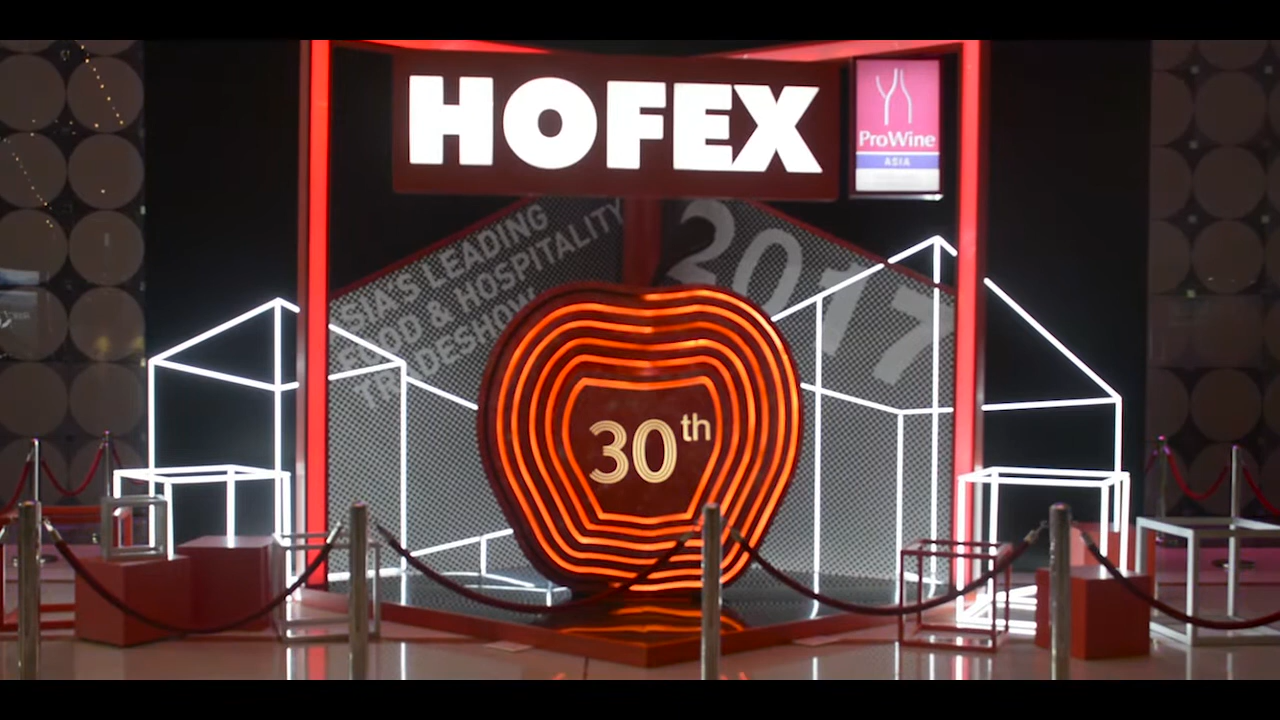 HOFEX
ProWine
ASIA
ASIA'S LEADING
FOOD & HOSPITALITY
TRADESHOW
2017
30th